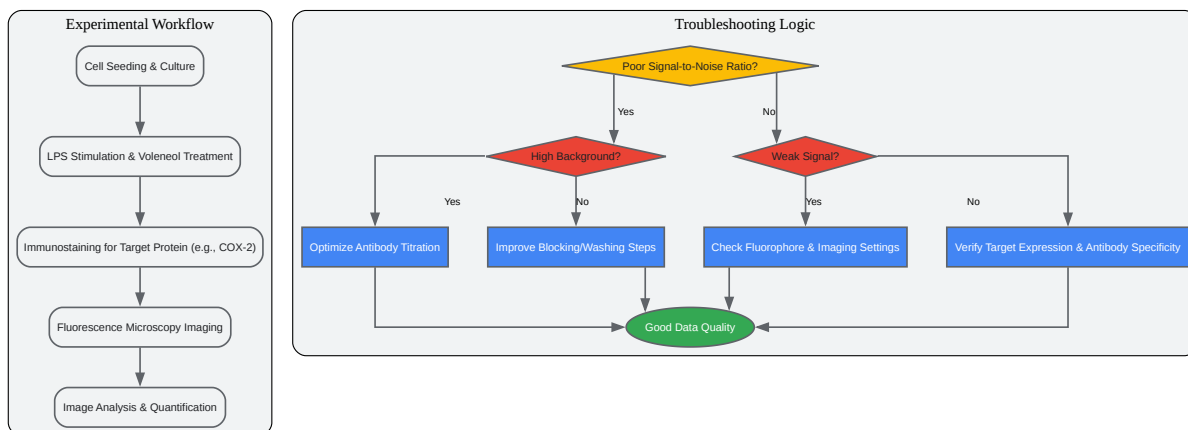 Experimental Workflow
Cell Seeding & Culture
LPS Stimulation & Voleneol Treatment
Immunostaining for Target Protein (e.g., COX-2)
Fluorescence Microscopy Imaging
Image Analysis & Quantification
Troubleshooting Logic
Poor Signal-to-Noise Ratio?
Yes
No
High Background?
Weak Signal?
Yes
No
Yes
No
Optimize Antibody Titration
Improve Blocking/Washing Steps
Check Fluorophore & Imaging Settings
Verify Target Expression & Antibody Specificity
Good Data Quality